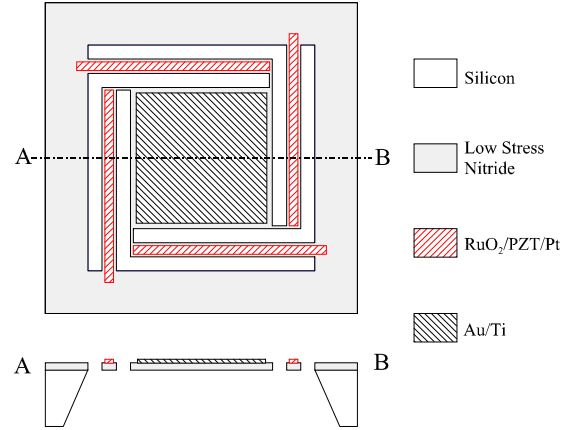 A
B
Silicon
Low Stress
Nitride
RuO₂/PZT/Pt
Au/Ti
A
B